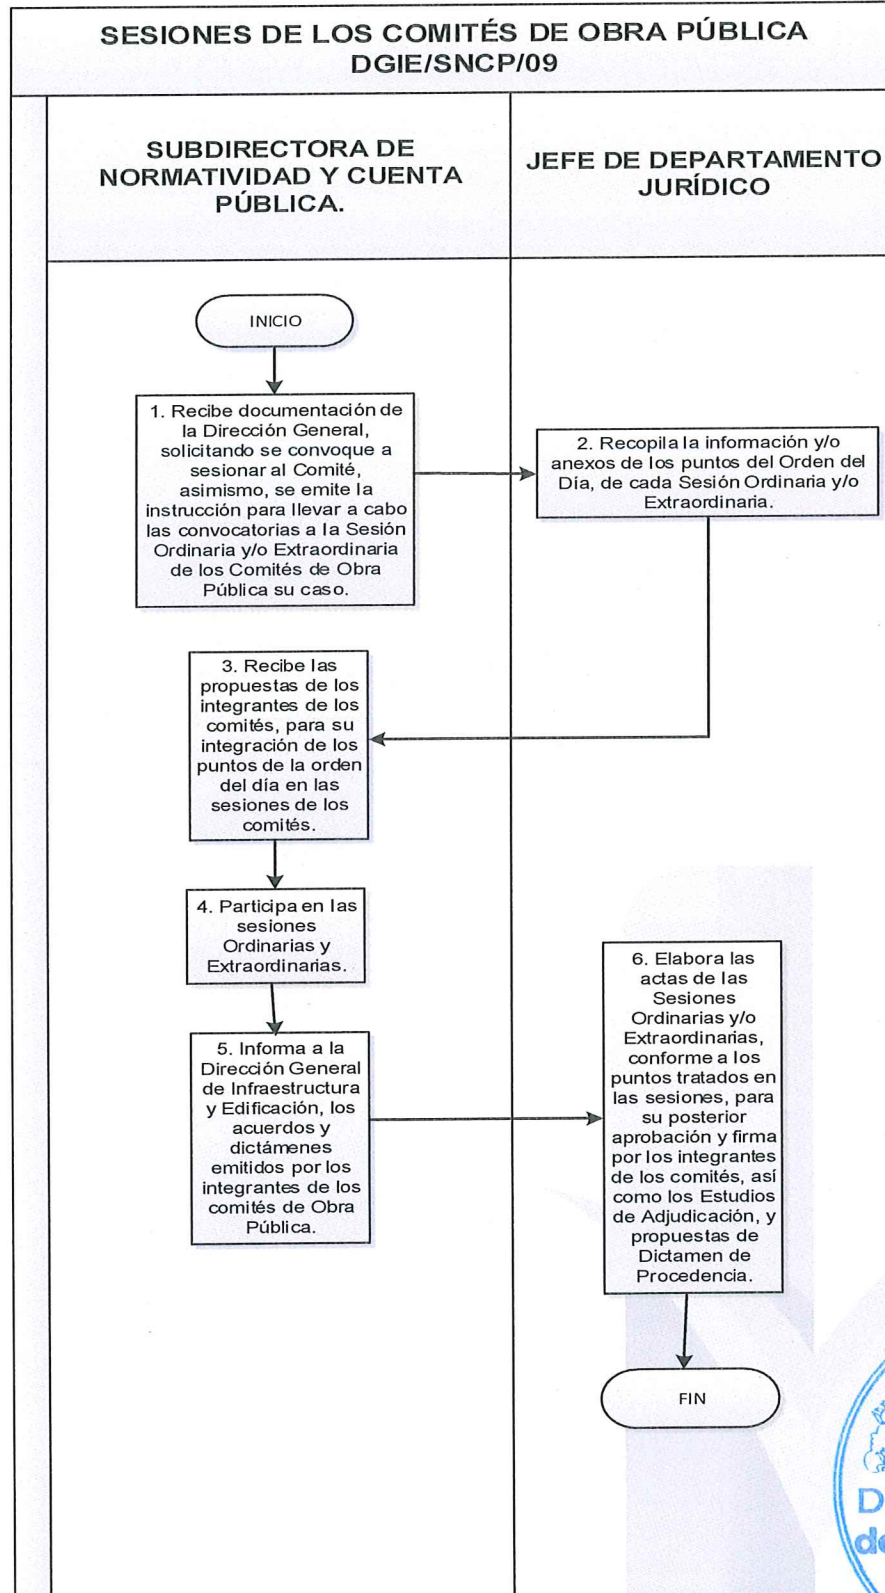 SESIONES DE LOS COMITÉS DE OBRA PÚBLICA
DGIE/SNCP/09
SUBDIRECTORA DE
NORMATIVIDAD Y CUENTA
PÚBLICA.
JEFE DE DEPARTAMENTO
JURÍDICO
INICIO
1. Recibe documentación de
la Dirección General,
solicitando se convoque a
sesionar al Comité,
asimismo, se emite la
instrucción para llevar a cabo
las convocatorias a la Sesión
Ordinaria y/o Extraordinaria
de los Comités de Obra
Pública su caso.
2. Recopila la información y/o
anexos de los puntos del Orden del
Día, de cada Sesión Ordinaria y/o
Extraordinaria.
3. Recibe las
propuestas de los
integrantes de los
comités, para su
integración de los
puntos de la orden
del día en las
sesiones de los
comités.
4. Participa en las
sesiones
Ordinarias y
Extraordinarias.
5. Informa a la
Dirección General
de Infraestructura
y Edificación, los
acuerdos y
dictámenes
emitidos por los
integrantes de los
comités de Obra
Pública.
6. Elabora las
actas de las
Sesiones
Ordinarias y/o
Extraordinarias,
conforme a los
puntos tratados en
las sesiones, para
su posterior
aprobación y firma
por los integrantes
de los comités, así
como los Estudios
de Adjudicación, y
propuestas de
Dictamen de
Procedencia.
FIN